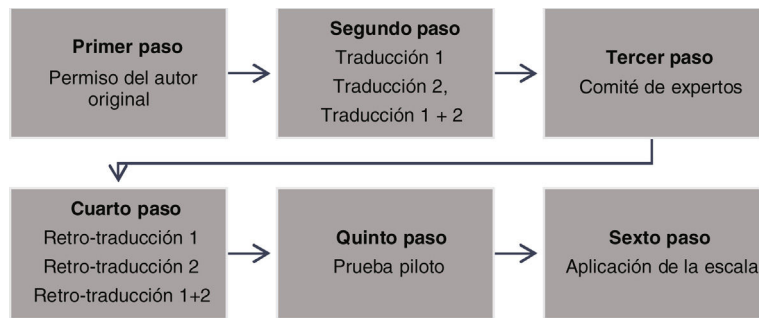 Primer paso
Permiso del autor
original
Segundo paso
Traducción 1
Traducción 2,
Traducción 1 + 2
Tercer paso
Comité de expertos
Cuarto paso
Retro-traducción 1
Retro-traducción 2
Retro-traducción 1+2
Quinto paso
Prueba piloto
Sexto paso
Aplicación de la escala